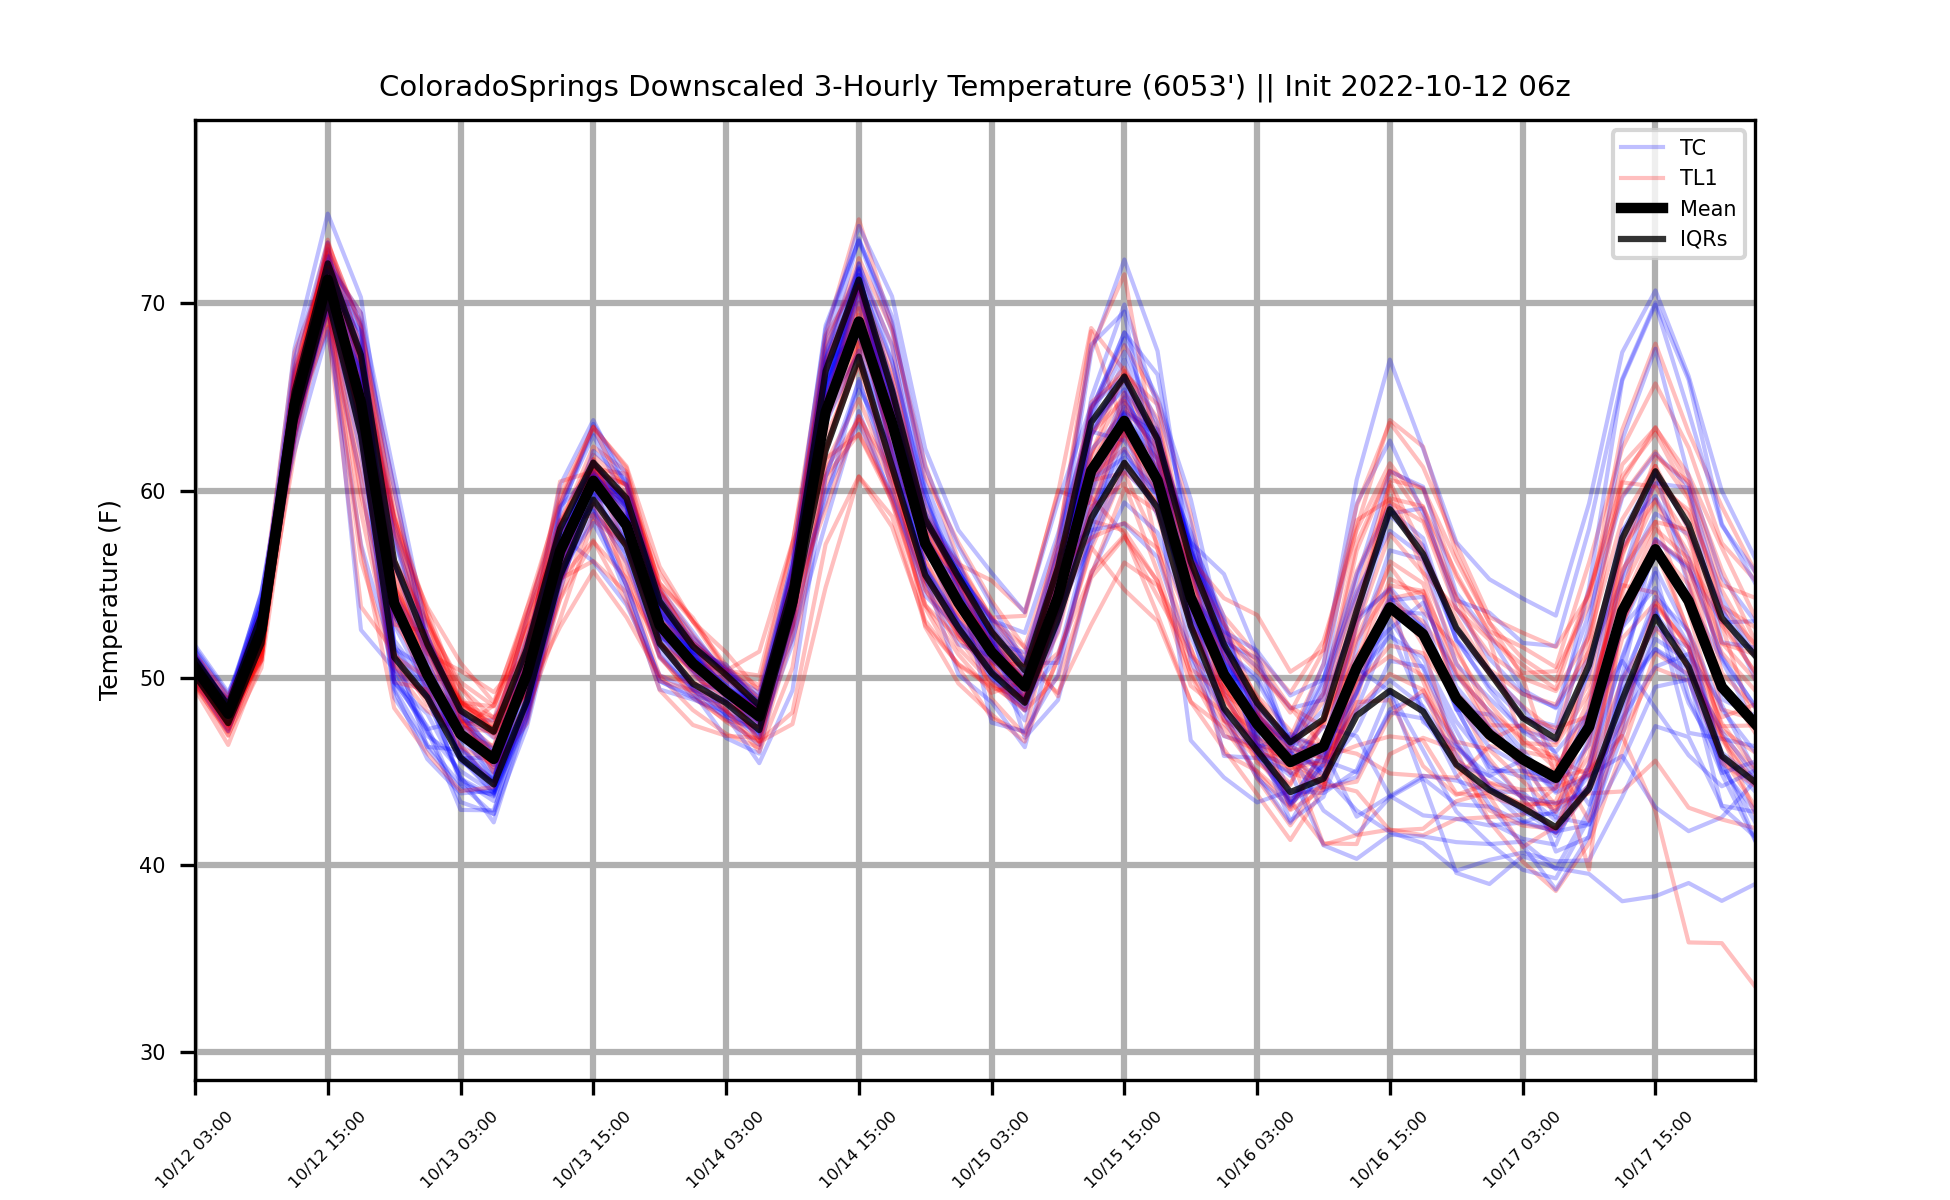 ColoradoSprings Downscaled 3-Hourly Temperature (6053') || Init 2022-10-12 06z
TC
TL1
Mean
IQRs
Temperature (F)
70
60
50
40
30
10/12 03:00
10/12 15:00
10/13 03:00
10/13 15:00
10/14 03:00
10/14 15:00
10/15 03:00
10/15 15:00
10/16 03:00
10/16 15:00
10/17 03:00
10/17 15:00